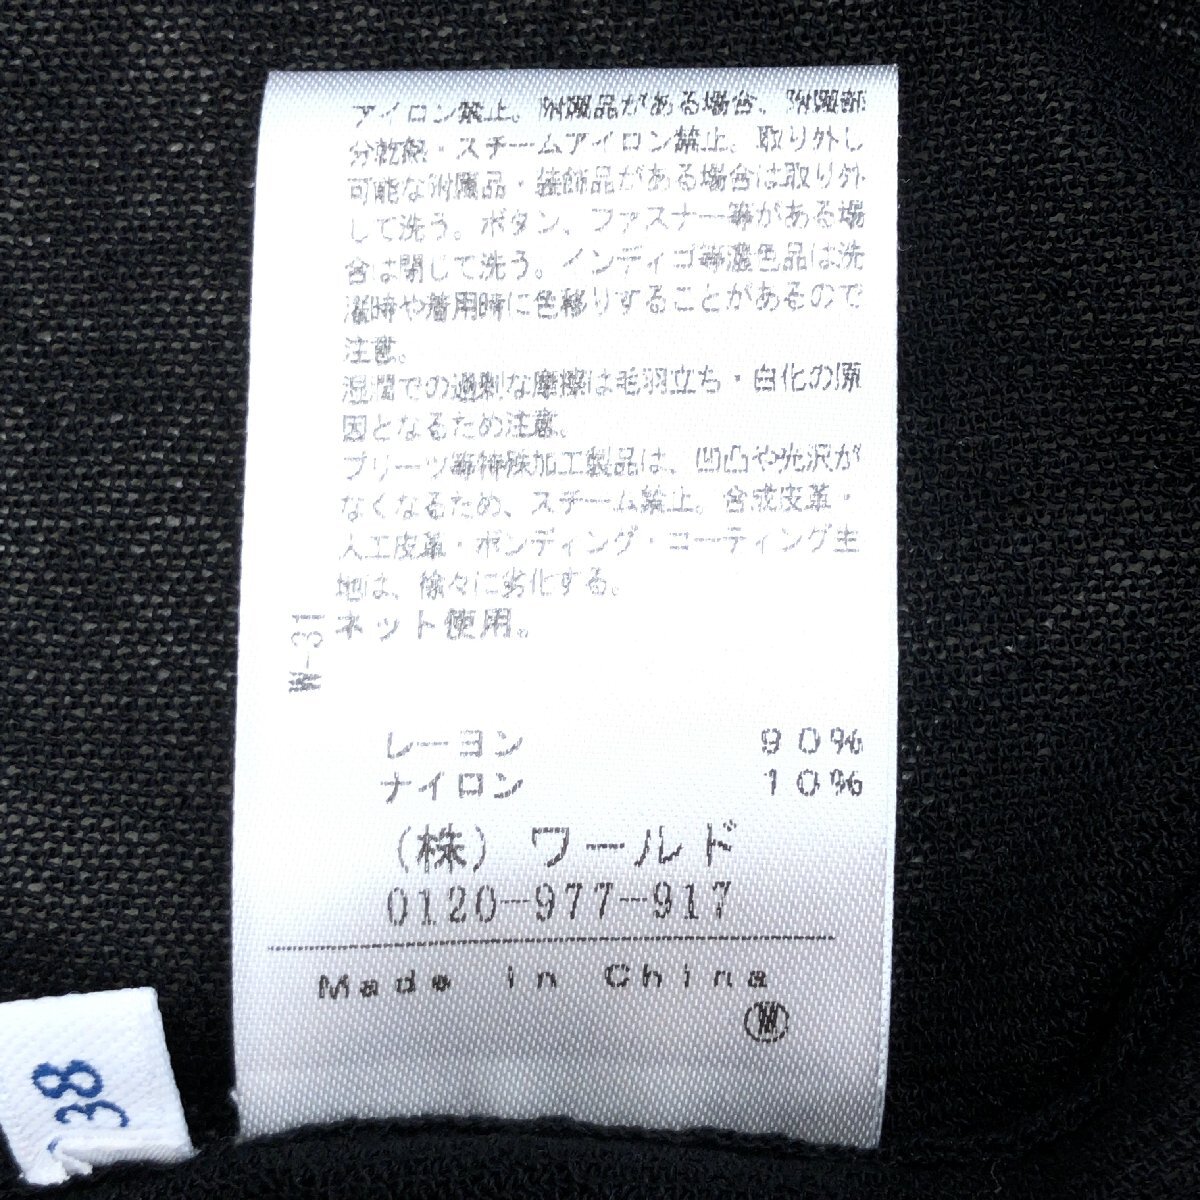 アイロン禁止。附属品がある場合、附属部
分乾熱・スチームアイロン禁止。取り外し
可能な附属品・装飾品がある場合は取り外
して洗う。ボタン、ファスナー等がある場
合は閉じて洗う。インディゴ等濃色品は洗
濯時や着用時に色移りすることがあるので
注意。
湿潤での過剰な摩擦は毛羽立ち・白化の原
因となるため注意。
プリーツ等特殊加工製品は、凹凸や光沢が
なくなるため、スチーム禁止。合成皮革・
人工皮革・ボンディング・コーティング生
地は、徐々に劣化する。
ネット使用。
W-31
レーヨン 90%
ナイロン 10%
(株)ワールド
0120-977-917
Made in China
38